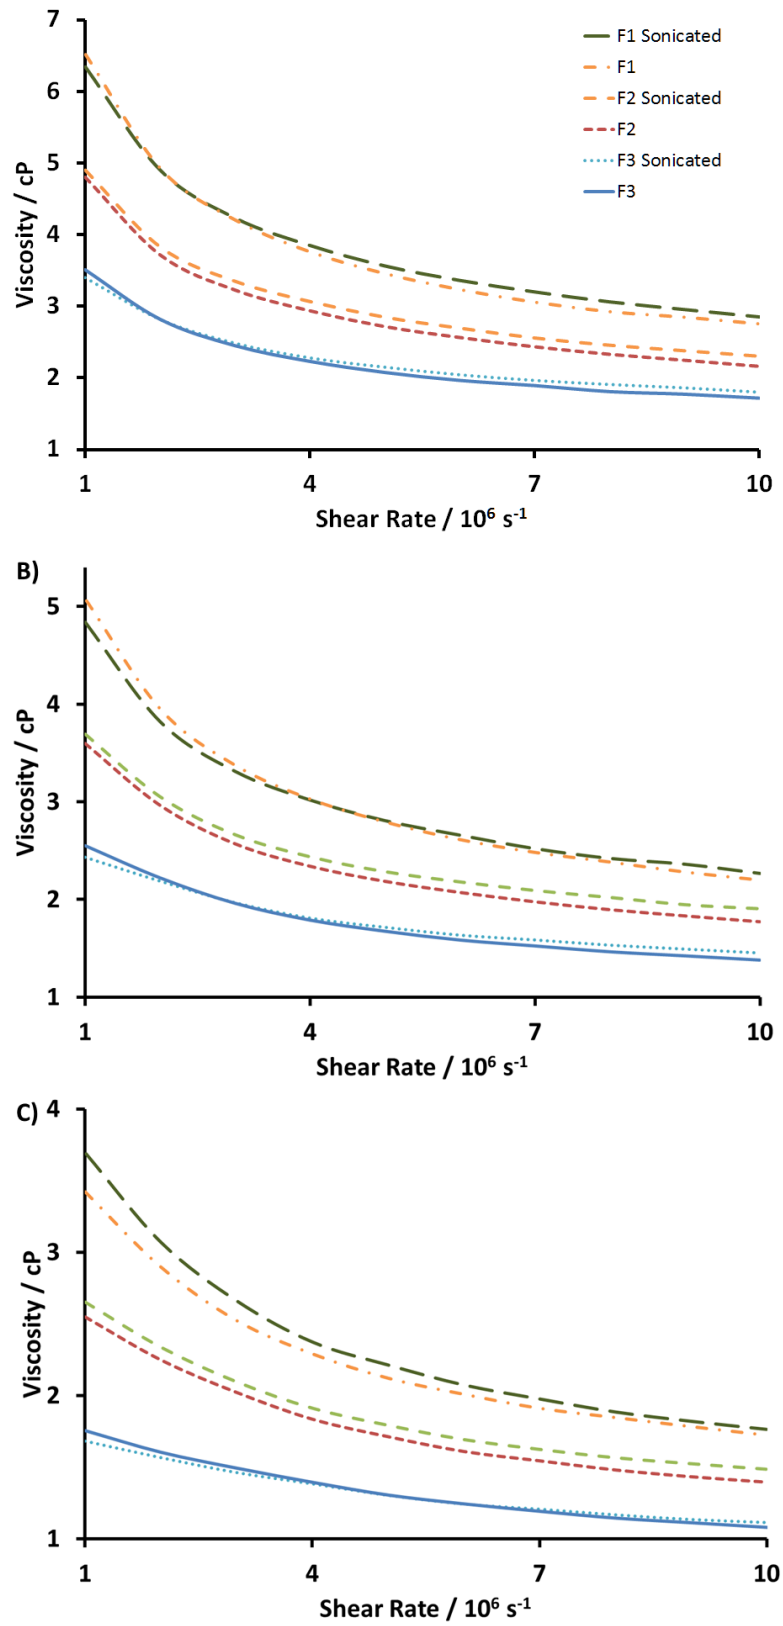 7
6
5
4
3
2
1
Viscosity / cP
F1 Sonicated
F1
F2 Sonicated
F2
F3 Sonicated
F3
1 4 7 10
Shear Rate / 10⁶ s⁻¹
B)
5
4
3
2
1
Viscosity / cP
1 4 7 10
Shear Rate / 10⁶ s⁻¹
C)
4
3
2
1
Viscosity / cP
1 4 7 10
Shear Rate / 10⁶ s⁻¹